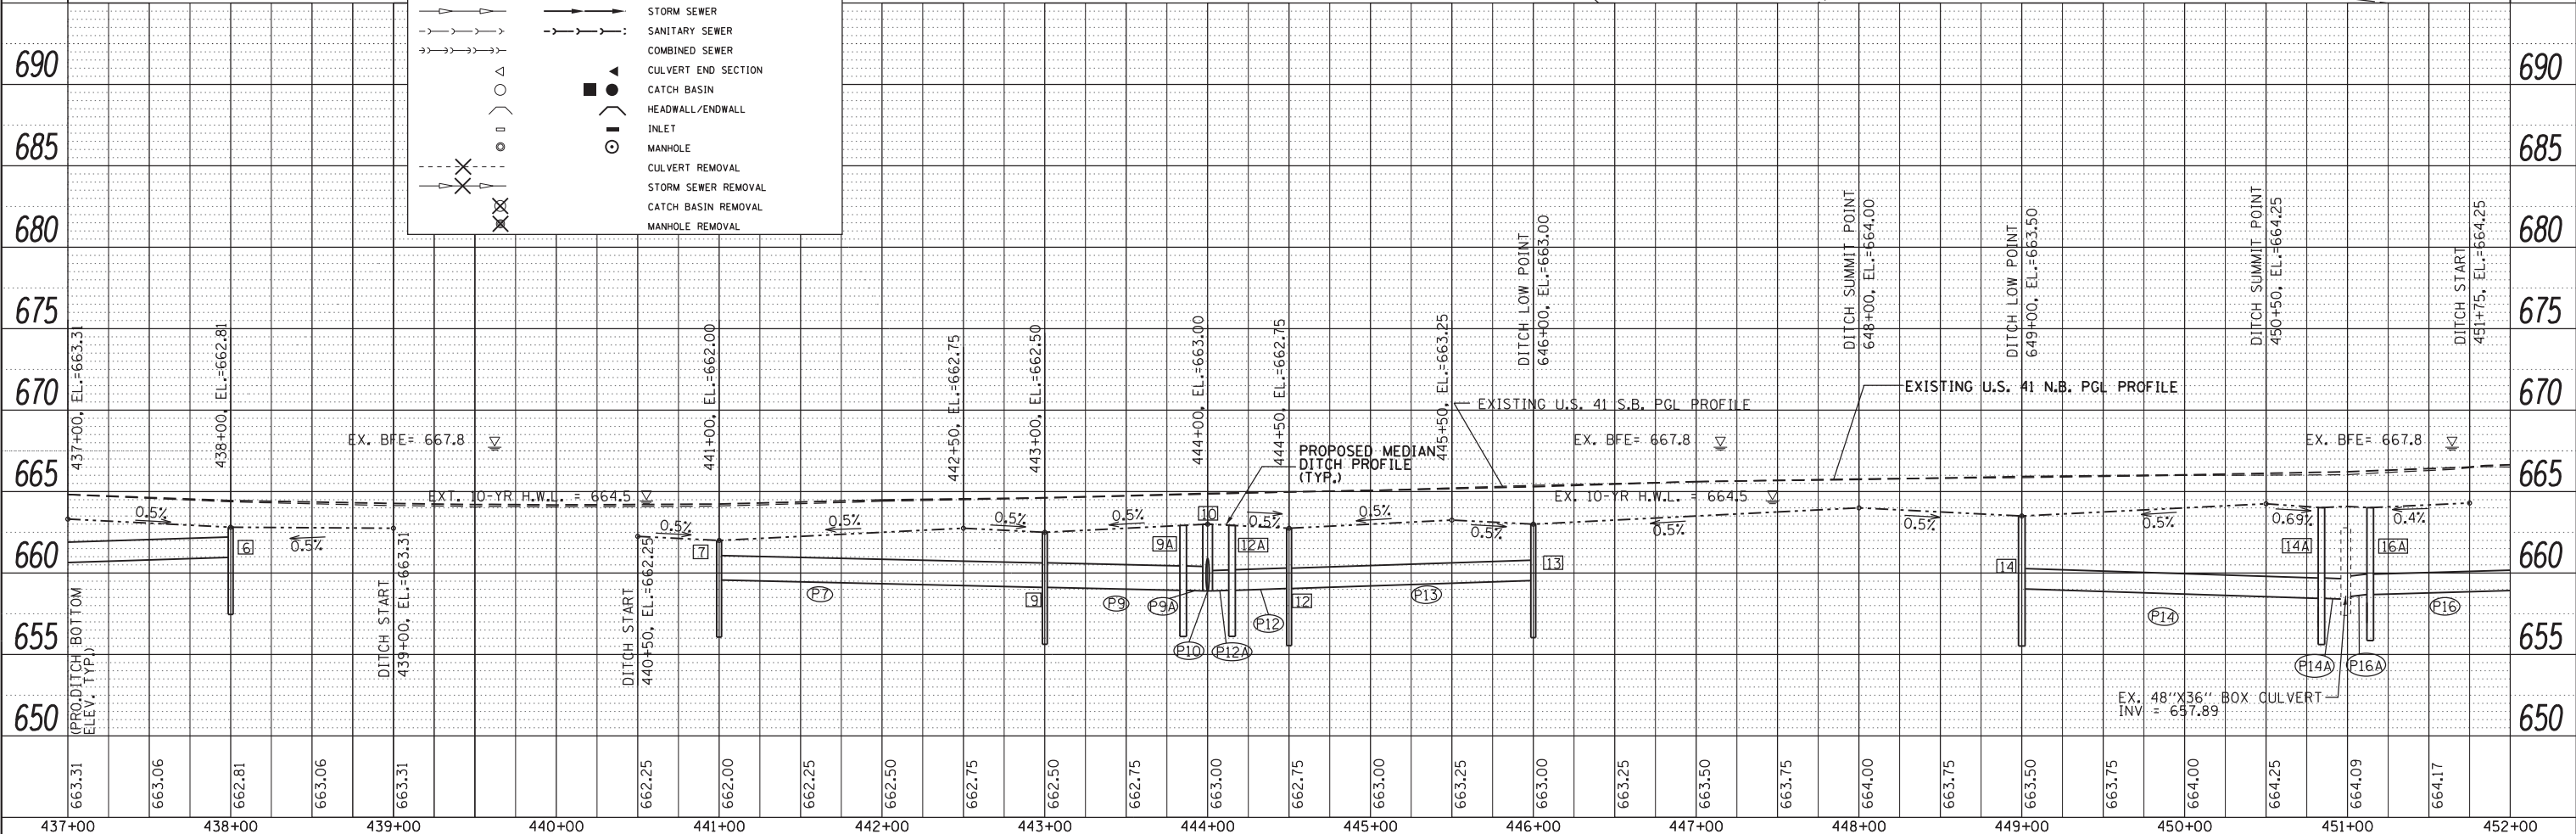 STORM SEWER
SANITARY SEWER
COMBINED SEWER
CULVERT END SECTION
CATCH BASIN
HEADWALL/ENDWALL
INLET
MANHOLE
CULVERT REMOVAL
STORM SEWER REMOVAL
CATCH BASIN REMOVAL
MANHOLE REMOVAL
690
685
680
675
670
665
660
655
650
690
685
680
675
670
665
660
655
650
437+00, EL.=663.31
(PRO.DITCH BOTTOM
ELEV. TYP.)
438+00, EL.=662.81
DITCH START
439+00, EL.=663.31
DITCH START
440+50, EL.=662.25
441+00, EL.=662.00
442+50, EL.=662.75
443+00, EL.=662.50
444+00, EL.=663.00
444+50, EL.=662.75
445+50, EL.=663.25
DITCH LOW POINT
646+00, EL.=663.00
DITCH SUMMIT POINT
648+00, EL.=664.00
DITCH LOW POINT
649+00, EL.=663.50
DITCH SUMMIT POINT
450+50, EL.=664.25
DITCH START
451+75, EL.=664.25
EX. BFE= 667.8
EX. BFE= 667.8
EX. BFE= 667.8
EXT. 10-YR H.W.L. = 664.5
EX. 10-YR H.W.L. = 664.5
PROPOSED MEDIAN
DITCH PROFILE
(TYP.)
EXISTING U.S. 41 S.B. PGL PROFILE
EXISTING U.S. 41 N.B. PGL PROFILE
0.5%
0.5%
0.5%
0.5%
0.5%
0.5%
0.5%
0.5%
0.5%
0.5%
0.5%
0.5%
0.69%
0.4%
6
7
9
9A
10
12A
12
13
14
14A
16A
P7
P9
P9A
P10
P12A
P12
P13
P14
P14A
P16A
P16
EX. 48"X36" BOX CULVERT
INV = 657.89
663.31
663.06
662.81
663.06
663.31
662.25
662.00
662.25
662.50
662.75
662.50
662.75
663.00
662.75
663.00
663.25
663.00
663.25
663.50
663.75
664.00
663.75
663.50
663.75
664.00
664.25
664.09
664.17
437+00
438+00
439+00
440+00
441+00
442+00
443+00
444+00
445+00
446+00
447+00
448+00
449+00
450+00
451+00
452+00